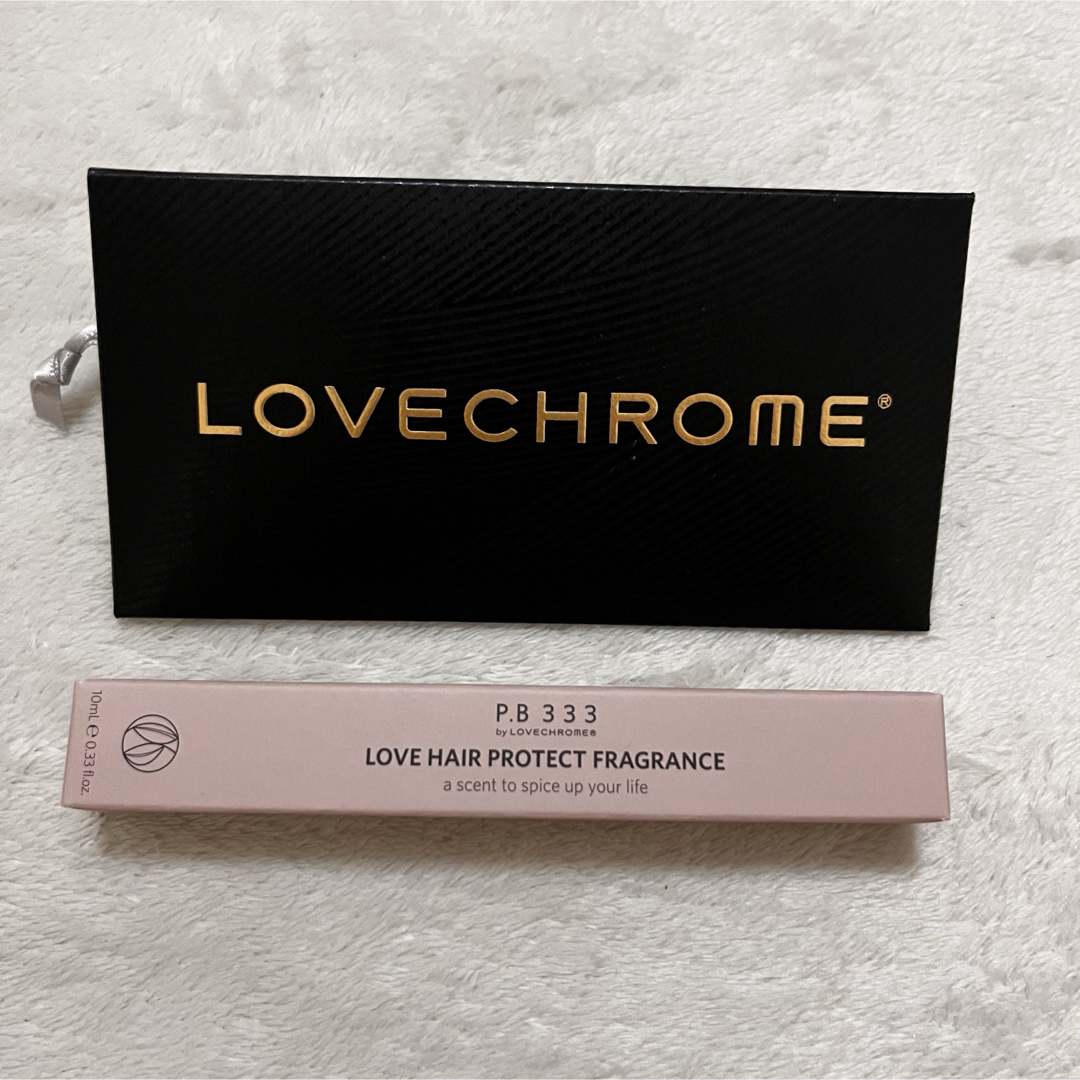 LOVECHROME®
10mL ℮ 0.33 fl.oz.
P.B 333
by LOVECHROME®
LOVE HAIR PROTECT FRAGRANCE
a scent to spice up your life